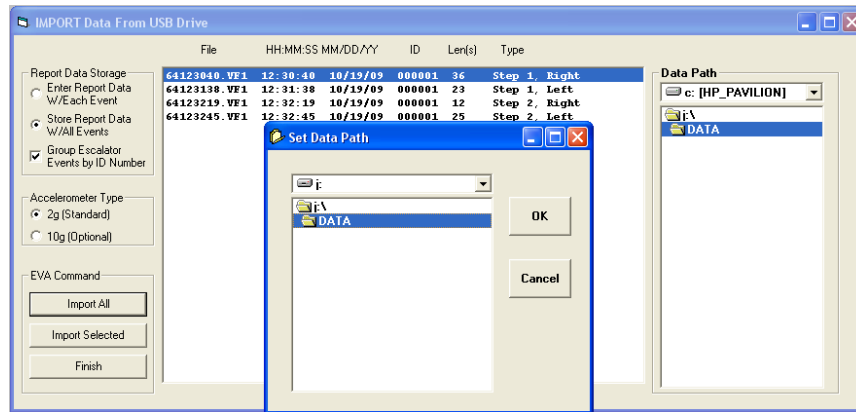 IMPORT Data From USB Drive
File HH:MM:SS MM/DD/YY ID Len(s) Type
Report Data Storage
Enter Report Data
W/Each Event
Store Report Data
W/All Events
Group Escalator
Events by ID Number
Accelerometer Type
2g (Standard)
10g (Optional)
EVA Command
Import All
Import Selected
Finish
64123040.VF1 12:30:40 10/19/09 000001 36 Step 1, Right
64123138.VF1 12:31:38 10/19/09 000001 23 Step 1, Left
64123219.VF1 12:32:19 10/19/09 000001 12 Step 2, Right
64123245.VF1 12:32:45 10/19/09 000001 25 Step 2, Left
Set Data Path
j:
j:\
DATA
OK
Cancel
Data Path
c: [HP_PAVILION]
j:\
DATA